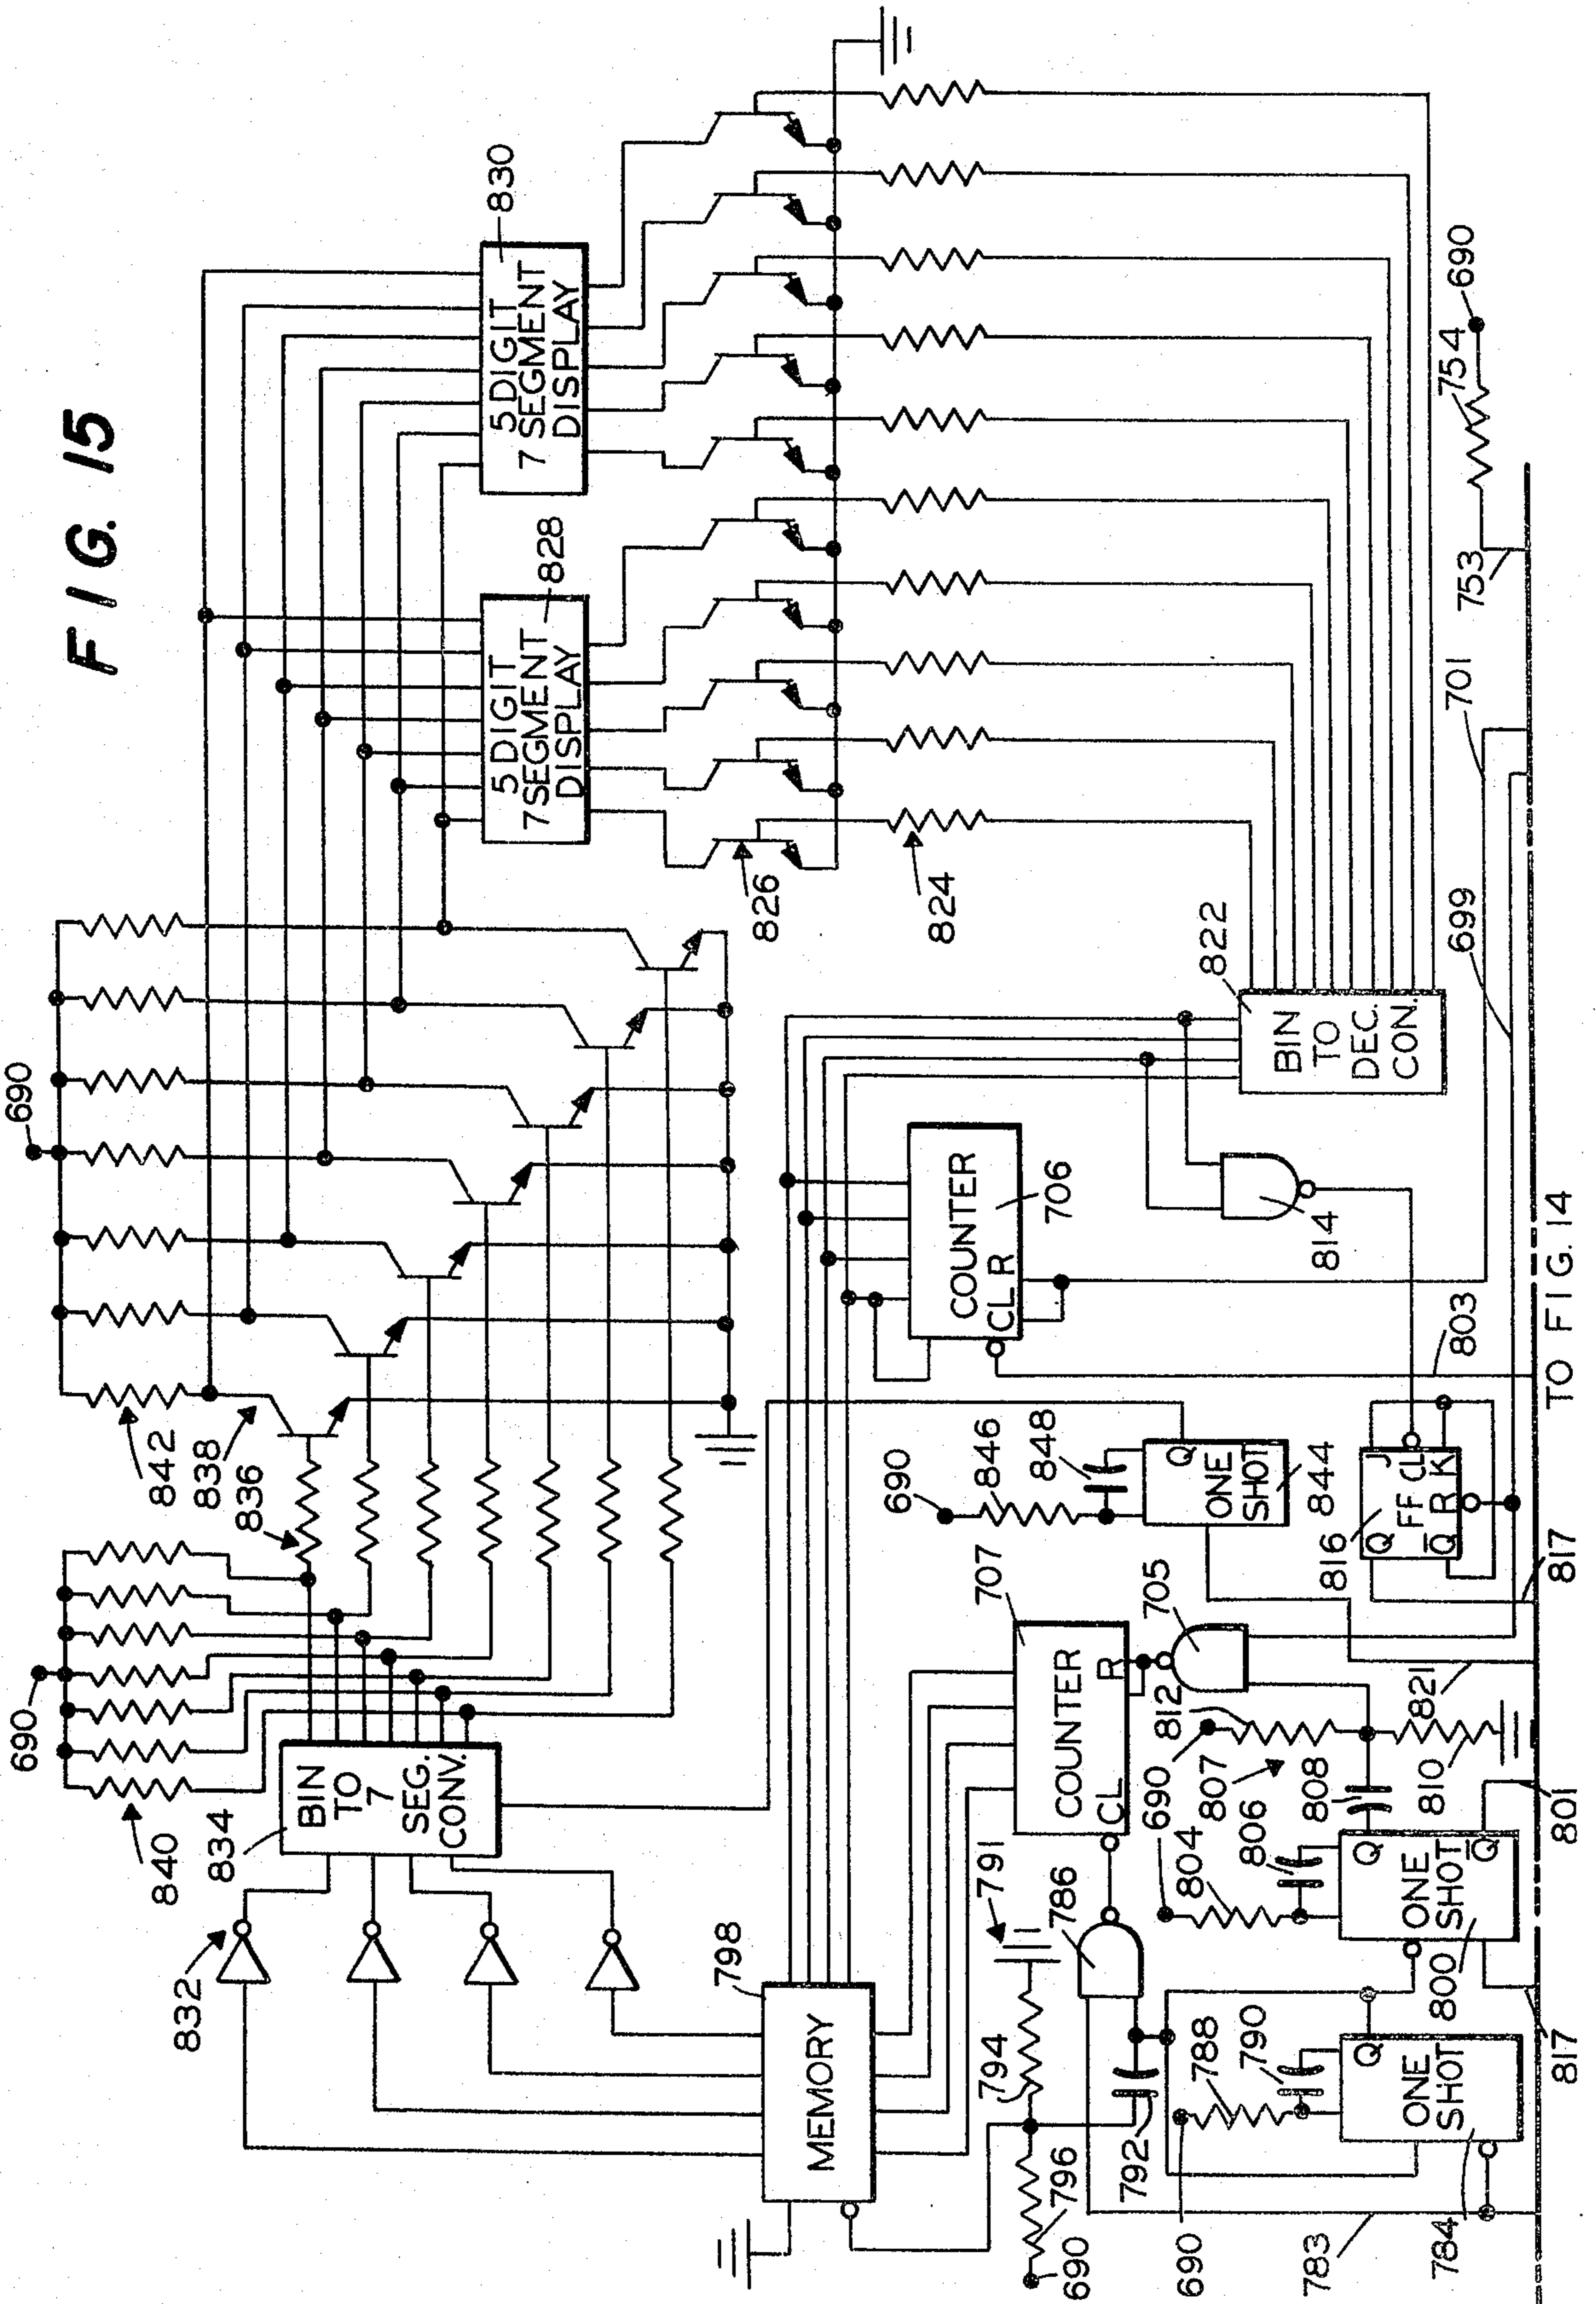 FIG. 15
690
690
840
842
838
836
834
BIN
TO
7
SEG.
CONV.
832
5 DIGIT
7 SEGMENT
DISPLAY
828
5 DIGIT
7 SEGMENT
DISPLAY
830
826
824
798
MEMORY
COUNTER
CL R
706
822
BIN
TO
DEC.
CON.
814
707
COUNTER
CL
R
705
690
846
848
Q
ONE
SHOT
844
816
J
Q
FF CL
Q R K
817
803
699
701
753
754
690
791
794
796
690
792
786
690
788
790
Q
ONE
SHOT
784
783
817
690
804
806
Q
ONE
SHOT
Q
800
801
807
808
812
810
821
TO FIG. 14